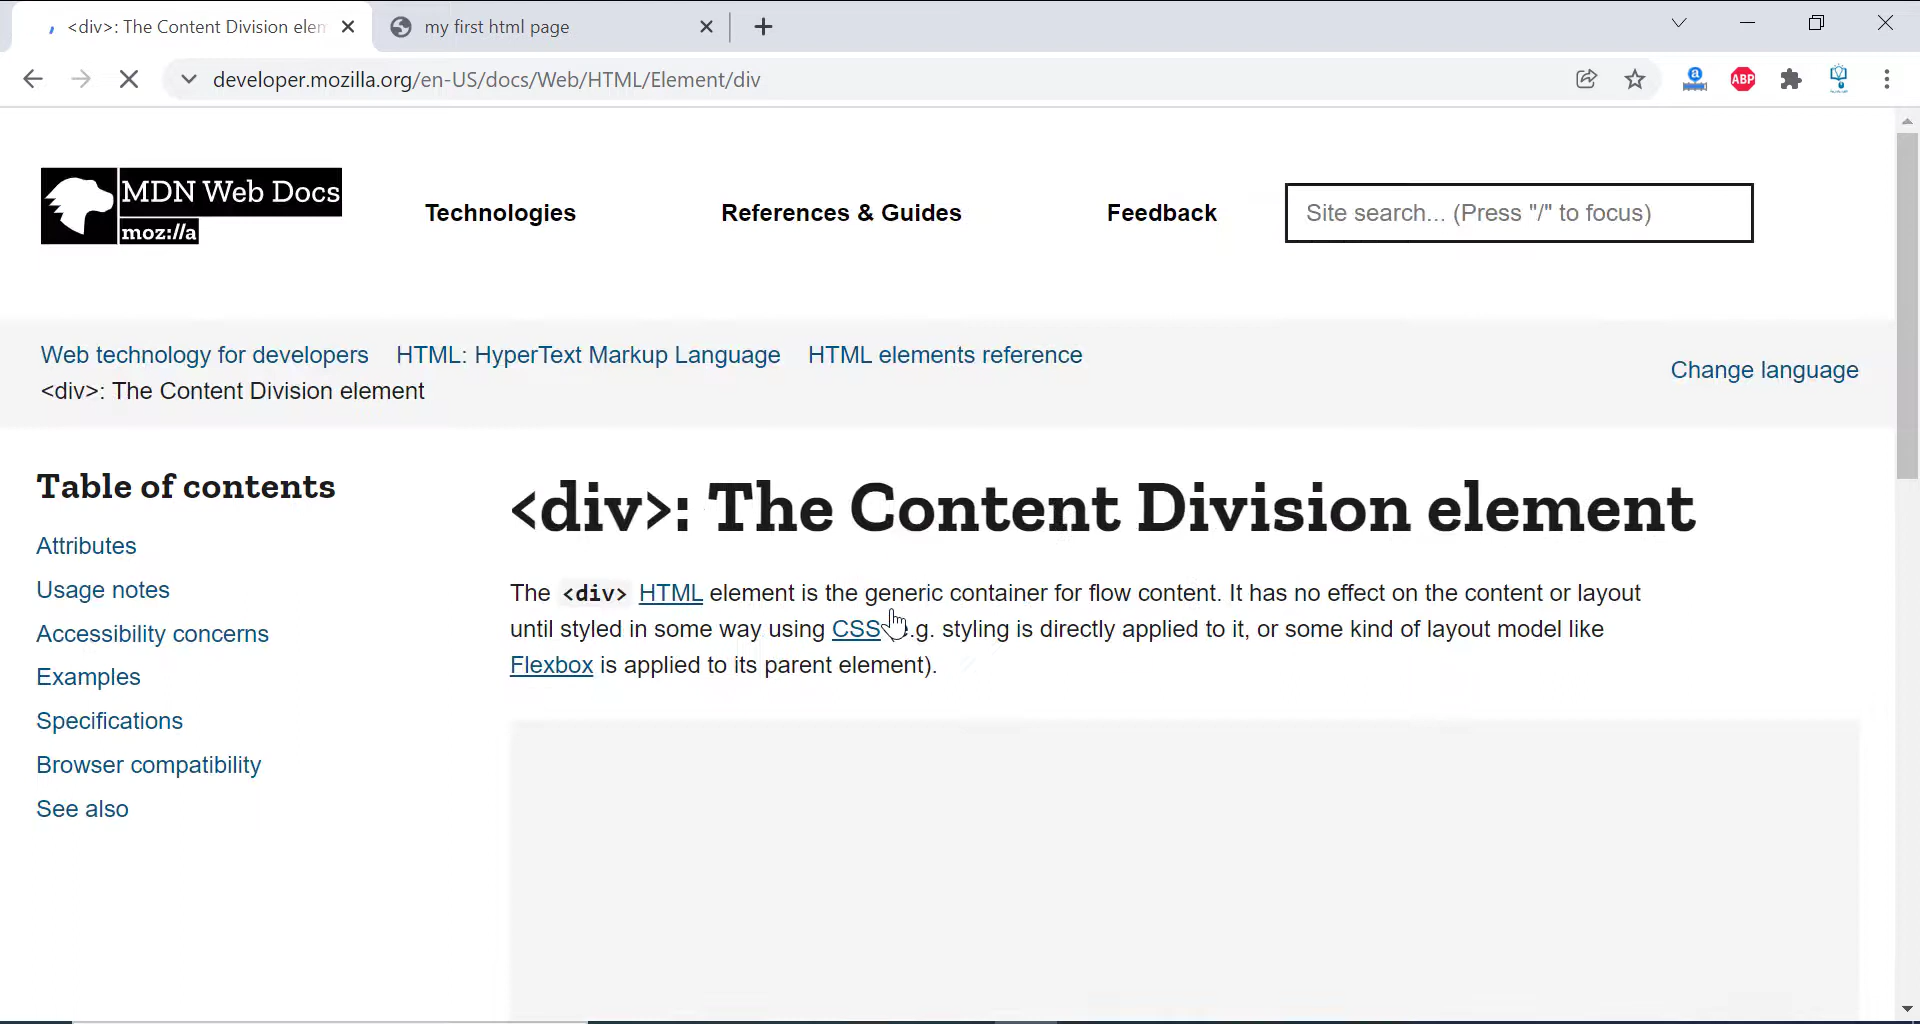 <div>: The Content Division elem
my first html page
developer.mozilla.org/en-US/docs/Web/HTML/Element/div
a
ABP
MDN Web Docs
moz://a
Technologies
References & Guides
Feedback
Site search... (Press "/" to focus)
Web technology for developers
HTML: HyperText Markup Language
HTML elements reference
<div>: The Content Division element
Change language
Table of contents
Attributes
Usage notes
Accessibility concerns
Examples
Specifications
Browser compatibility
See also
<div>: The Content Division element
The <div> HTML element is the generic container for flow content. It has no effect on the content or layout
until styled in some way using CSS .g. styling is directly applied to it, or some kind of layout model like
Flexbox is applied to its parent element).